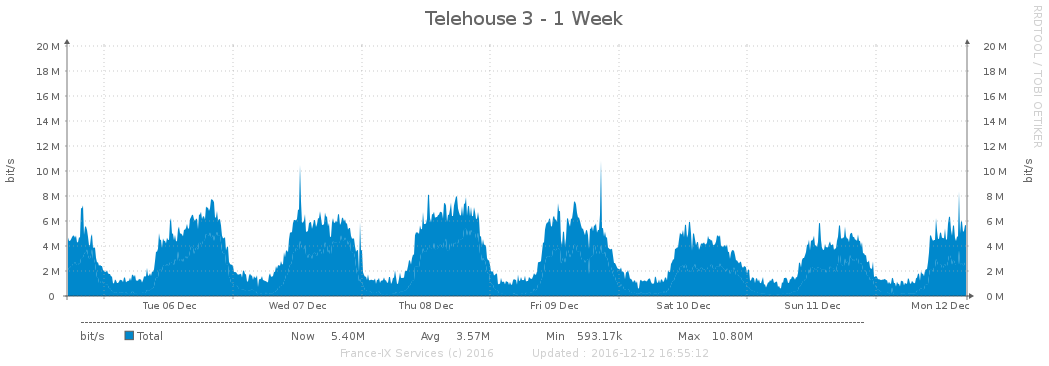 Telehouse 3 - 1 Week
RRDTOOL / TOBI OETIKER
bit/s
20 M 20 M
18 M 18 M
16 M 16 M
14 M 14 M
12 M 12 M
10 M 10 M
8 M 8 M
6 M 6 M
4 M 4 M
2 M 2 M
0 0 M
bit/s
Tue 06 Dec Wed 07 Dec Thu 08 Dec Fri 09 Dec Sat 10 Dec Sun 11 Dec Mon 12 Dec
bit/s Total Now 5.40M Avg 3.57M Min 593.17k Max 10.80M
France-IX Services (c) 2016 Updated : 2016-12-12 16:55:12